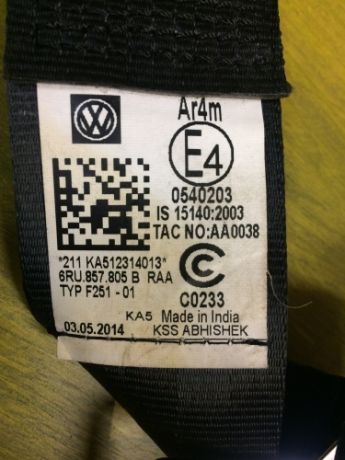 VW
Ar4m
E4
0540203
IS 15140:2003
TAC NO:AA0038
*211 KA512314013*
6RU.857.805 B RAA
TYP F251 - 01
C0233
KA5 Made in India
03.05.2014 KSS ABHISHEK